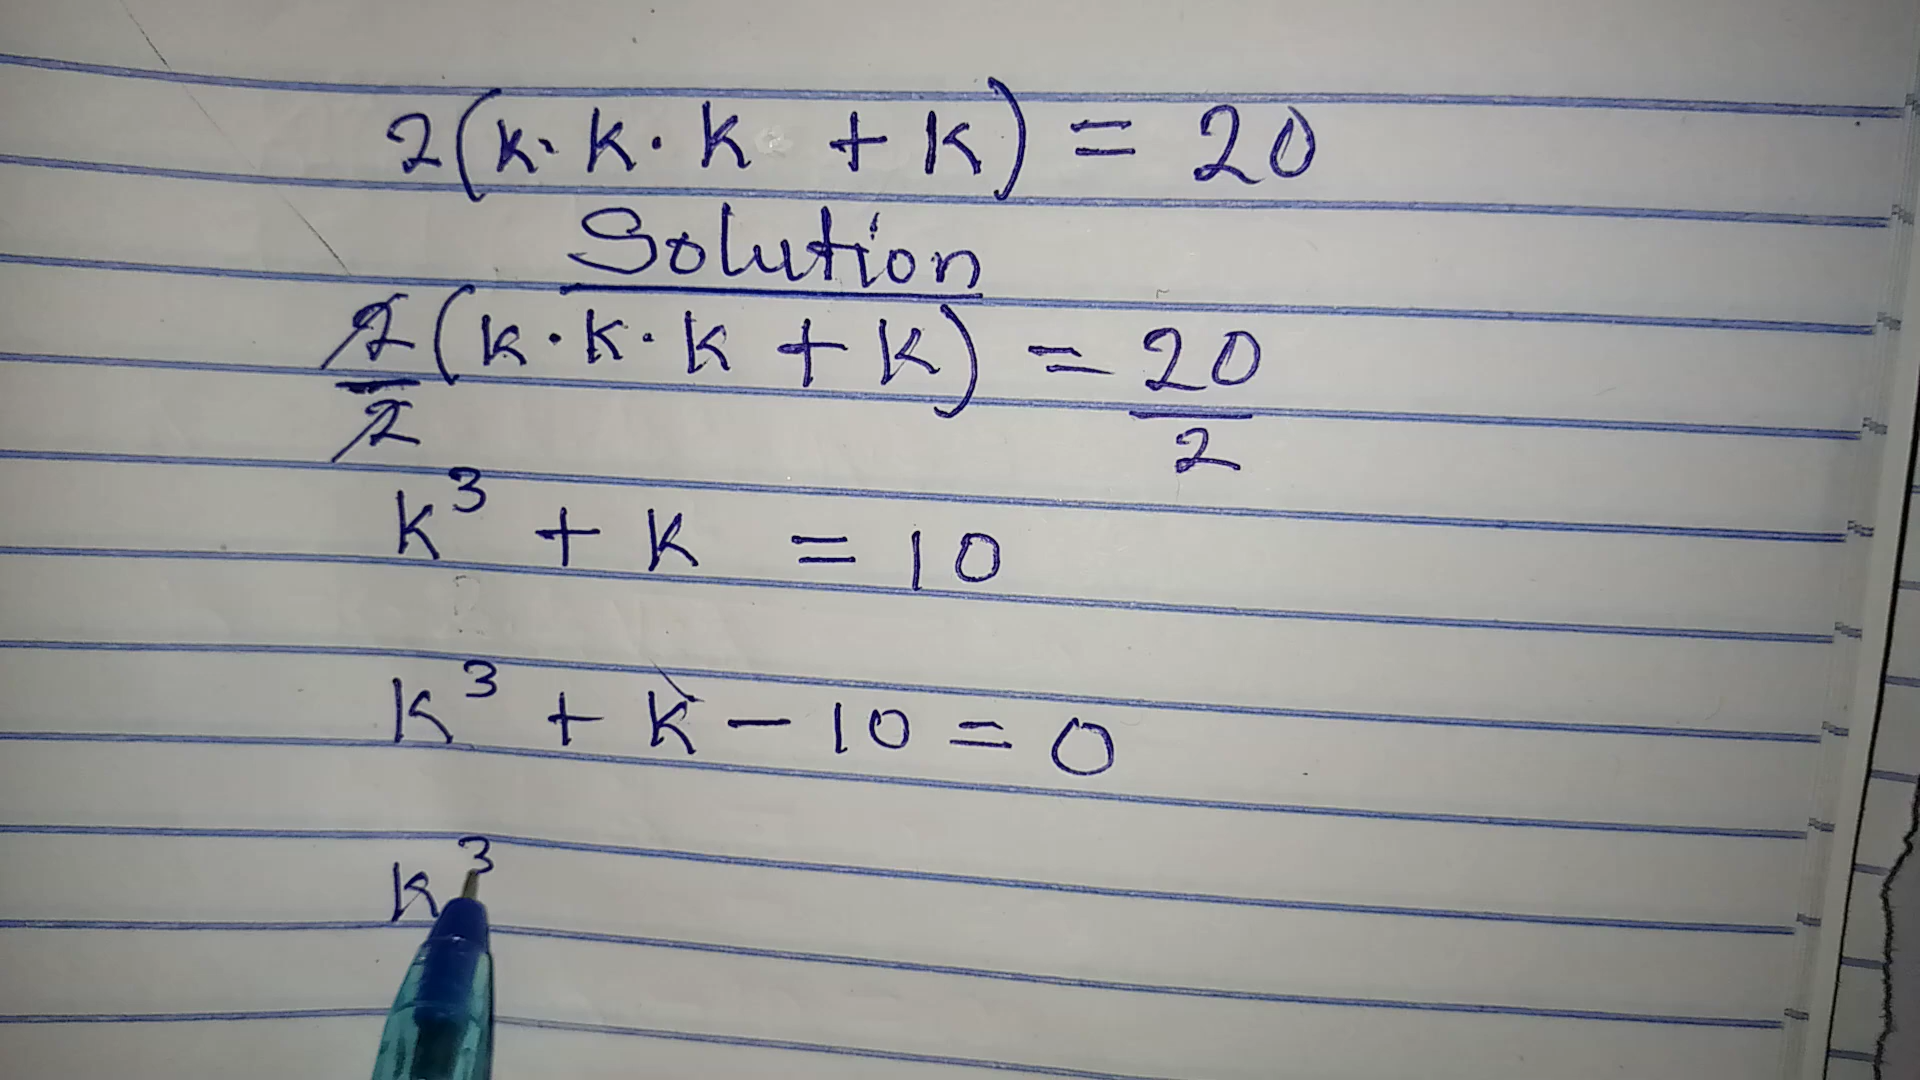 2(k·k·k + k) = 20
Solution
2/2(k·k·k + k) = 20/2
k³ + k = 10
k³ + k - 10 = 0
k³